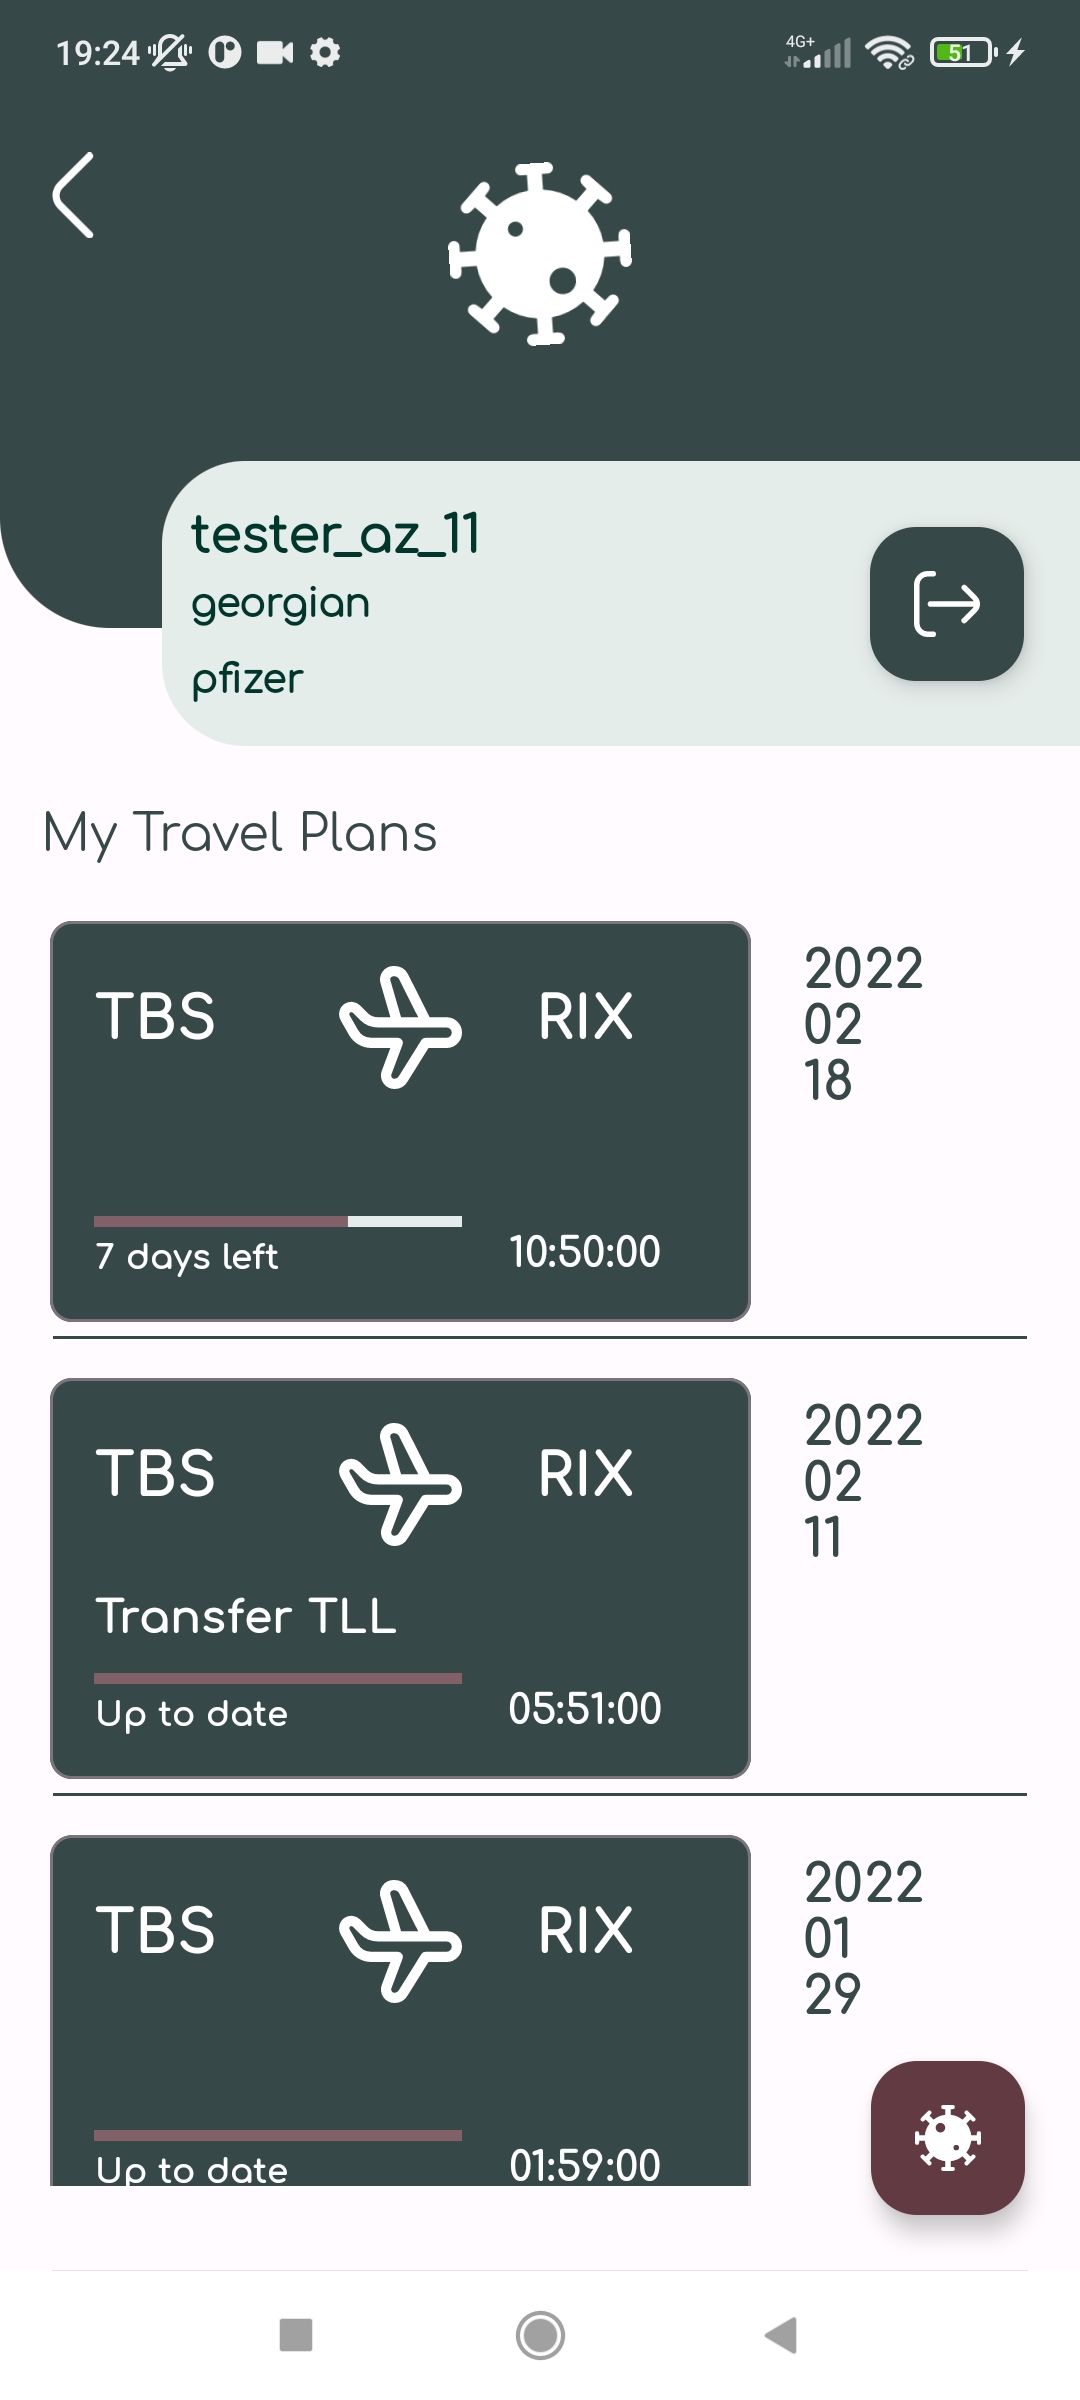 19:24
4G+
51
tester_az_11
georgian
pfizer
My Travel Plans
TBS RIX
2022
02
18
7 days left 10:50:00
TBS RIX
2022
02
11
Transfer TLL
Up to date 05:51:00
TBS RIX
2022
01
29
Up to date 01:59:00